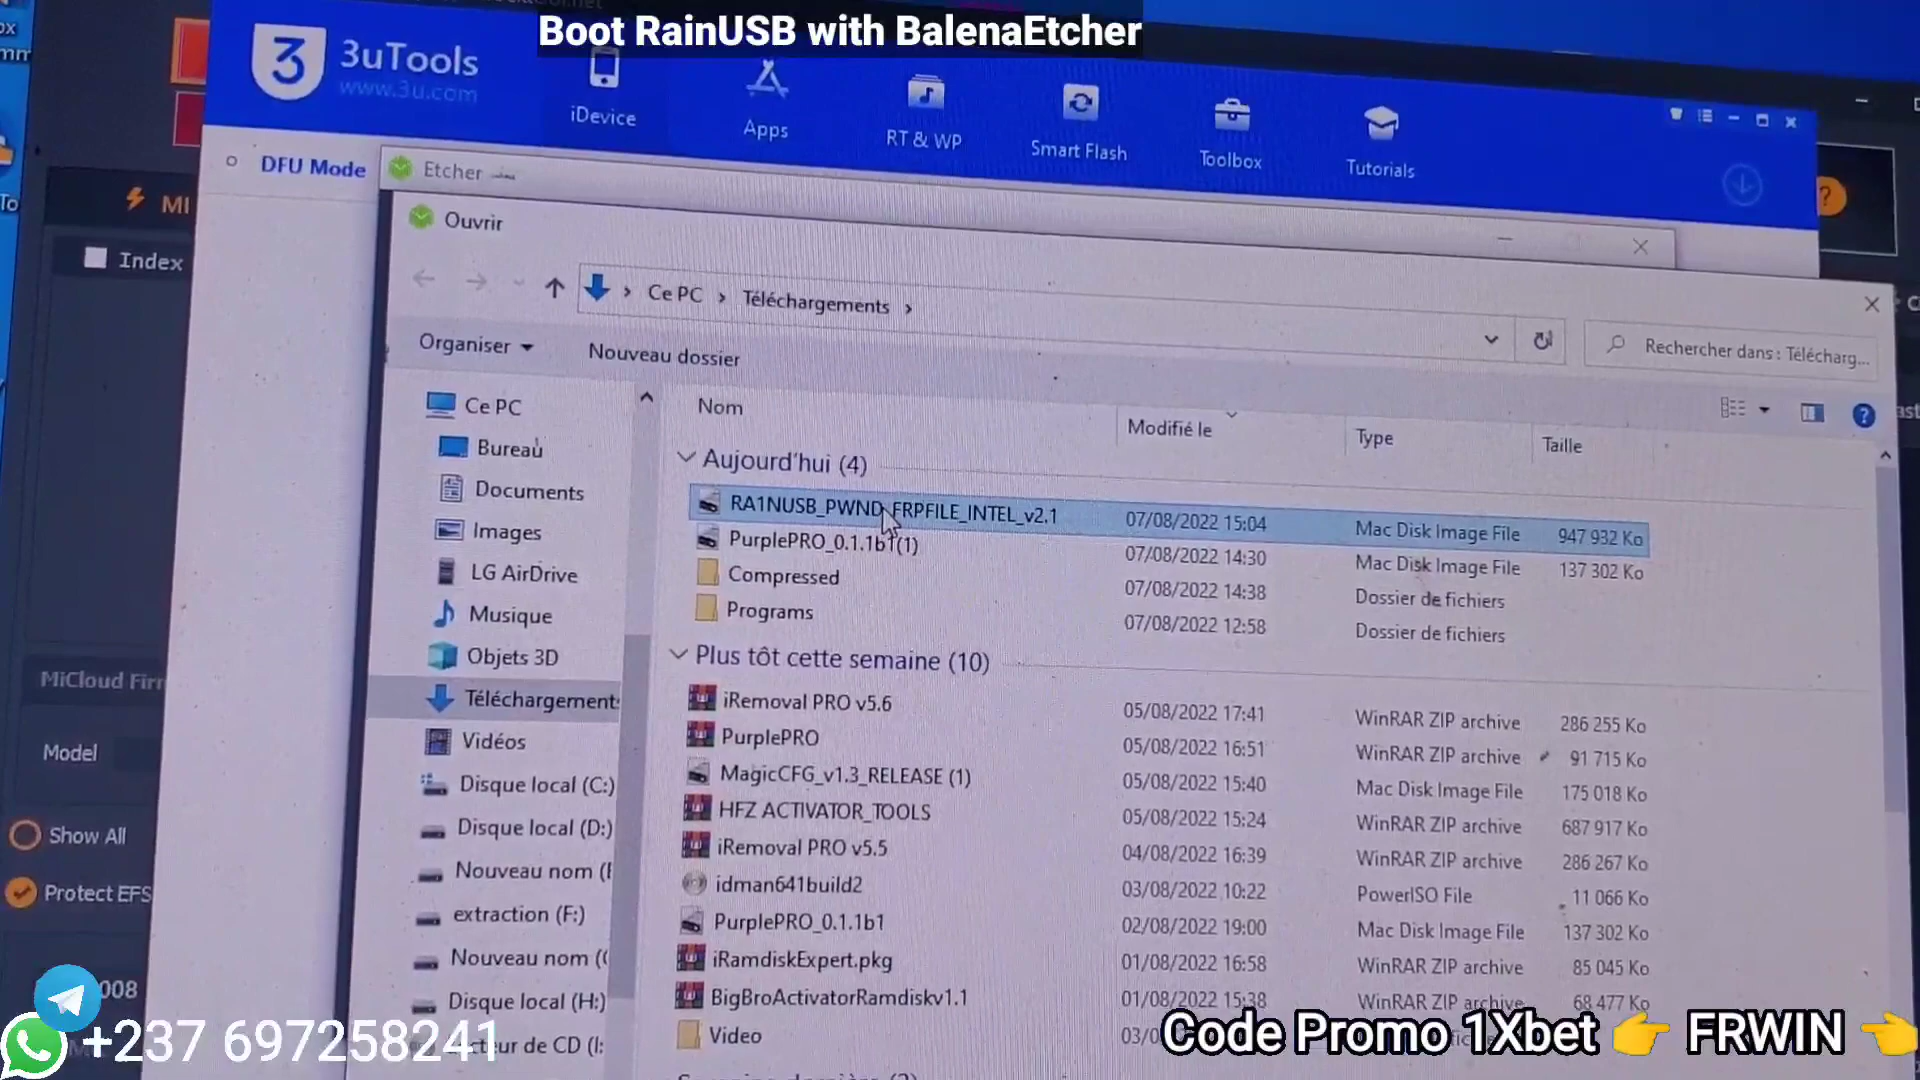 Boot RainUSB with BalenaEtcher
3uTools
www.3u.com
iDevice
Apps
RT & WP
Smart Flash
Toolbox
Tutorials
DFU Mode
Etcher
Ouvrir
MI
Index
Ce PC > Téléchargements >
Rechercher dans : Télécharg...
Organiser
Nouveau dossier
Nom
Modifié le
Type
Taille
Ce PC
Bureau
Documents
Images
LG AirDrive
Musique
Objets 3D
Téléchargements
Vidéos
Disque local (C:)
Disque local (D:)
Nouveau nom (
extraction (F:)
Nouveau nom (
Disque local (H:)
Aujourd'hui (4)
RA1NUSB_PWND_FRPFILE_INTEL_v2.1 07/08/2022 15:04 Mac Disk Image File 947 932 Ko
PurplePRO_0.1.1b1(1) 07/08/2022 14:30 Mac Disk Image File 137 302 Ko
Compressed 07/08/2022 14:38 Dossier de fichiers
Programs 07/08/2022 12:58 Dossier de fichiers
Plus tôt cette semaine (10)
iRemoval PRO v5.6 05/08/2022 17:41 WinRAR ZIP archive 286 255 Ko
PurplePRO 05/08/2022 16:51 WinRAR ZIP archive 91 715 Ko
MagicCFG_v1.3_RELEASE (1) 05/08/2022 15:40 Mac Disk Image File 175 018 Ko
HFZ ACTIVATOR_TOOLS 05/08/2022 15:24 WinRAR ZIP archive 687 917 Ko
iRemoval PRO v5.5 04/08/2022 16:39 WinRAR ZIP archive 286 267 Ko
idman641build2 03/08/2022 10:22 PowerISO File 11 066 Ko
PurplePRO_0.1.1b1 02/08/2022 19:00 Mac Disk Image File 137 302 Ko
iRamdiskExpert.pkg 01/08/2022 16:58 WinRAR ZIP archive 85 045 Ko
BigBroActivatorRamdiskv1.1 01/08/2022 15:38 WinRAR ZIP archive 68 477 Ko
Video
MiCloud Firm
Model
Show All
Protect EFS
008
+237 697258241
Code Promo 1Xbet 👉 FRWIN 👈